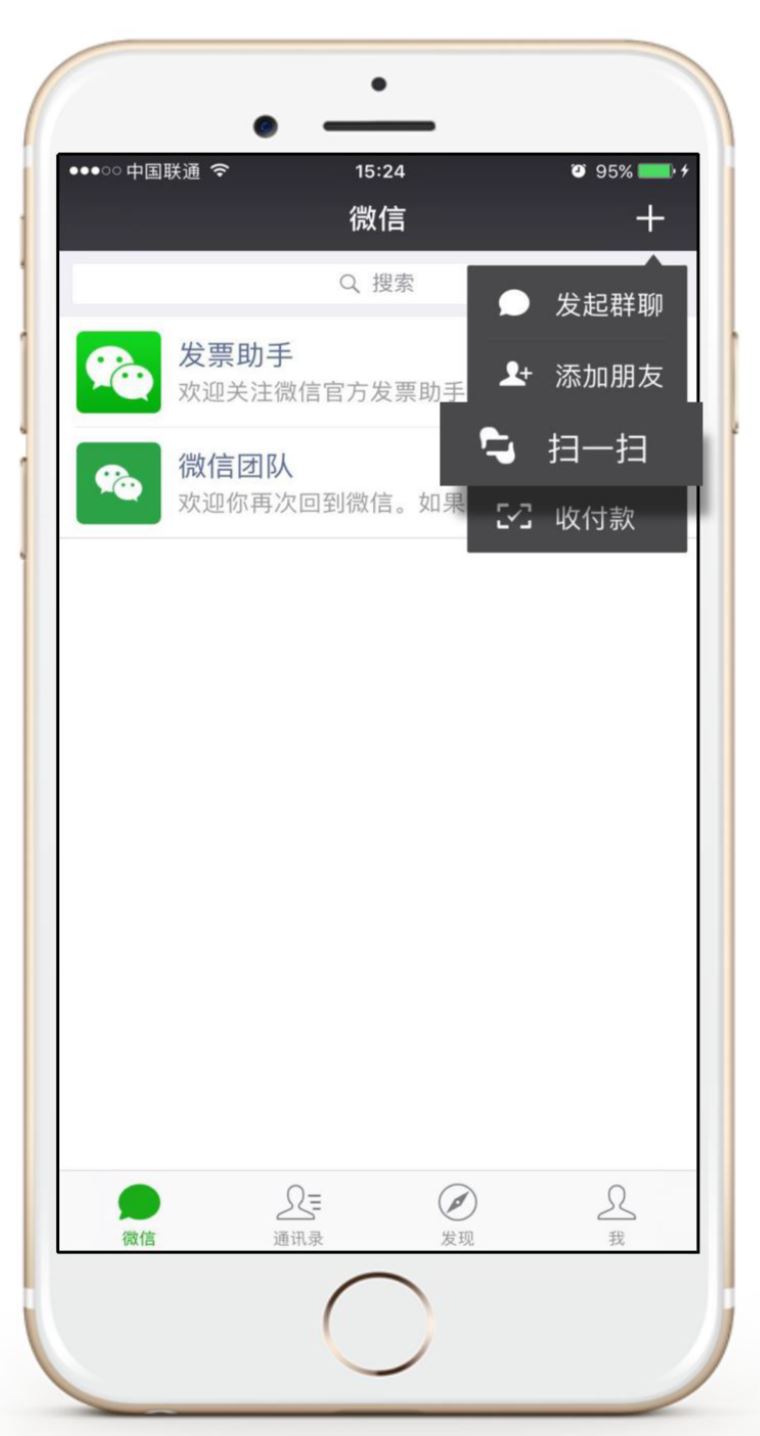 ●●●○○ 中国联通 15:24 95%
微信 +
搜索
发起群聊
发票助手
欢迎关注微信官方发票助手
添加朋友
扫一扫
微信团队
欢迎你再次回到微信。如果
收付款
微信 通讯录 发现 我